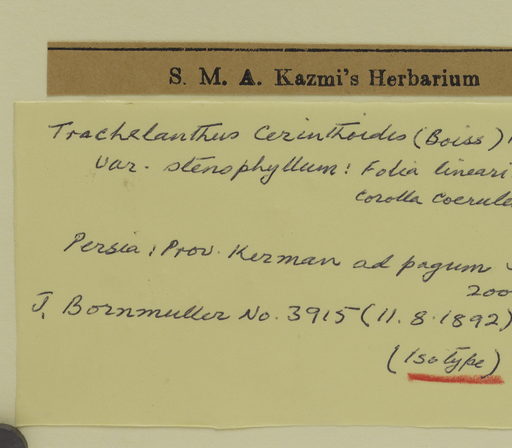 S. M. A. Kazmi's Herbarium
Trachelanthus Cerinthoides (Boiss)
Var. stenophyllum: Folia lineari
Corolla Coerule
Persia, Prov. Kerman ad pagum
200
J. Bornmuller No. 3915 (11.8.1892)
(Isotype)